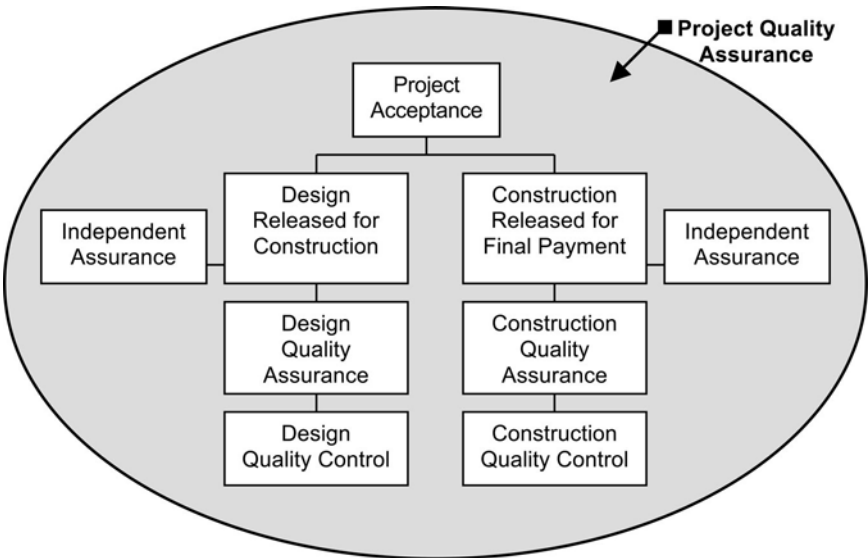 Project Quality
Assurance
Project
Acceptance
Design
Released for
Construction
Construction
Released for
Final Payment
Independent
Assurance
Independent
Assurance
Design
Quality
Assurance
Construction
Quality
Assurance
Design
Quality Control
Construction
Quality Control